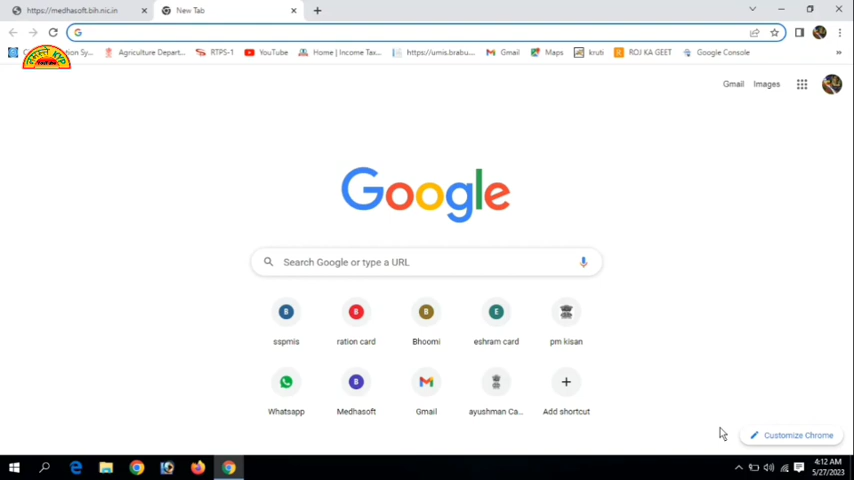 https://medhasoft.bih.nic.in
New Tab
Agriculture Depart...
RTPS-1
YouTube
Home | Income Tax...
https://umis.brabu...
Gmail
Maps
kruti
ROJ KA GEET
Google Console
»
Gmail
Images
Google
Search Google or type a URL
B
B
B
E
sspmis
ration card
Bhoomi
eshram card
pm kisan
B
Whatsapp
Medhasoft
Gmail
ayushman Ca...
Add shortcut
Customize Chrome
4:12 AM
5/27/2023